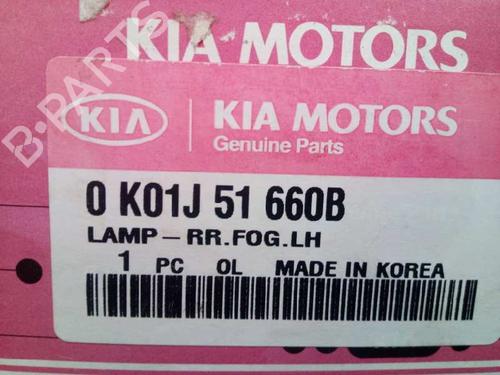 KIA MOTORS
B-PARTS
KIA
KIA MOTORS
Genuine Parts
0 K01J 51 660B
LAMP-RR.FOG.LH
1 PC OL MADE IN KOREA